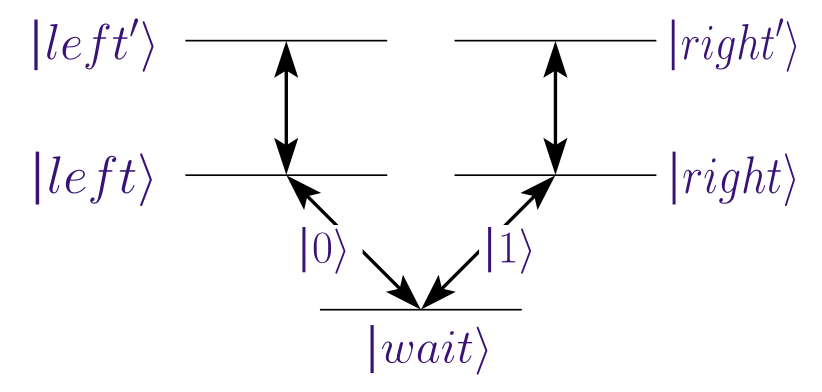 |left′⟩ |right′⟩
|left⟩ |right⟩
|0⟩ |1⟩
|wait⟩